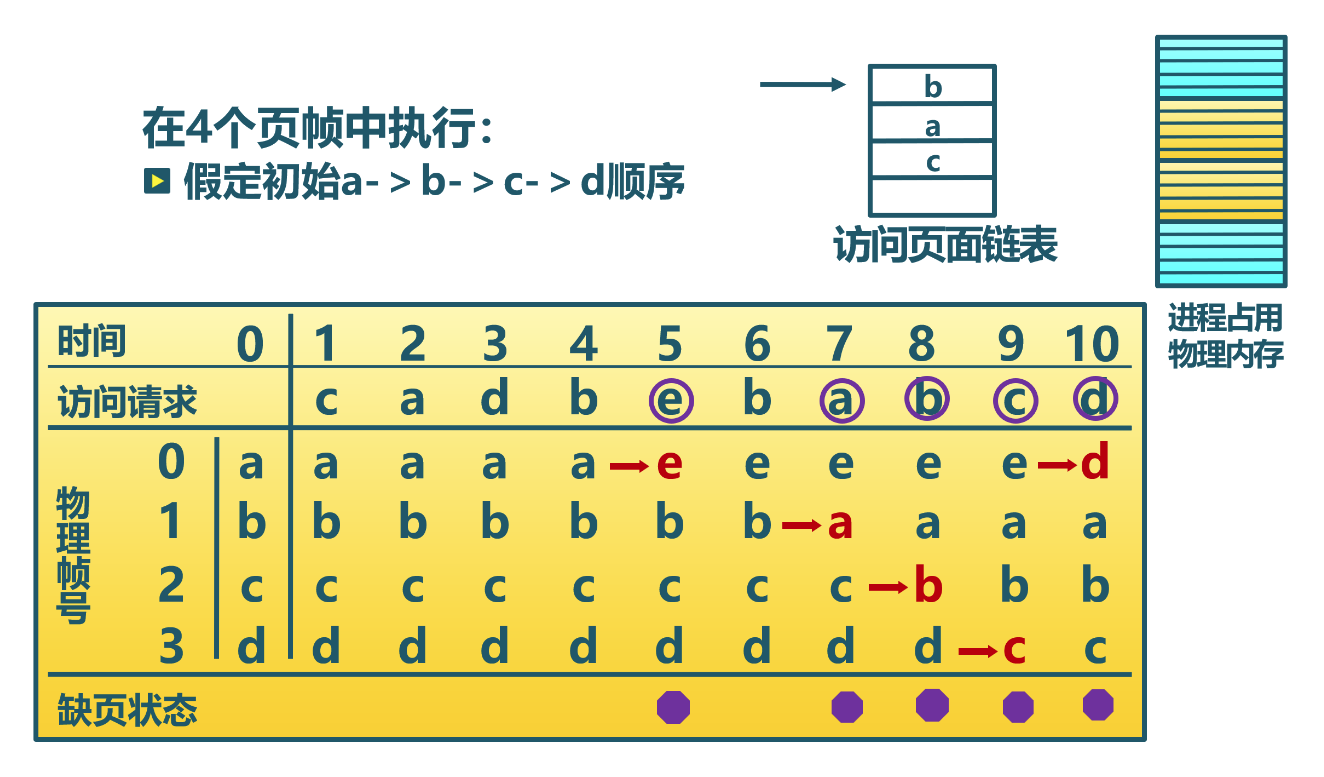 在4个页帧中执行：
假定初始a-＞b-＞c-＞d顺序
b
a
c
访问页面链表
进程占用
物理内存
时间 0 1 2 3 4 5 6 7 8 9 10
访问请求 c a d b e b a b c d
物理帧号
0 a a a a a e e e e e d
1 b b b b b b b a a a a
2 c c c c c c c c b b b
3 d d d d d d d d d c c
缺页状态